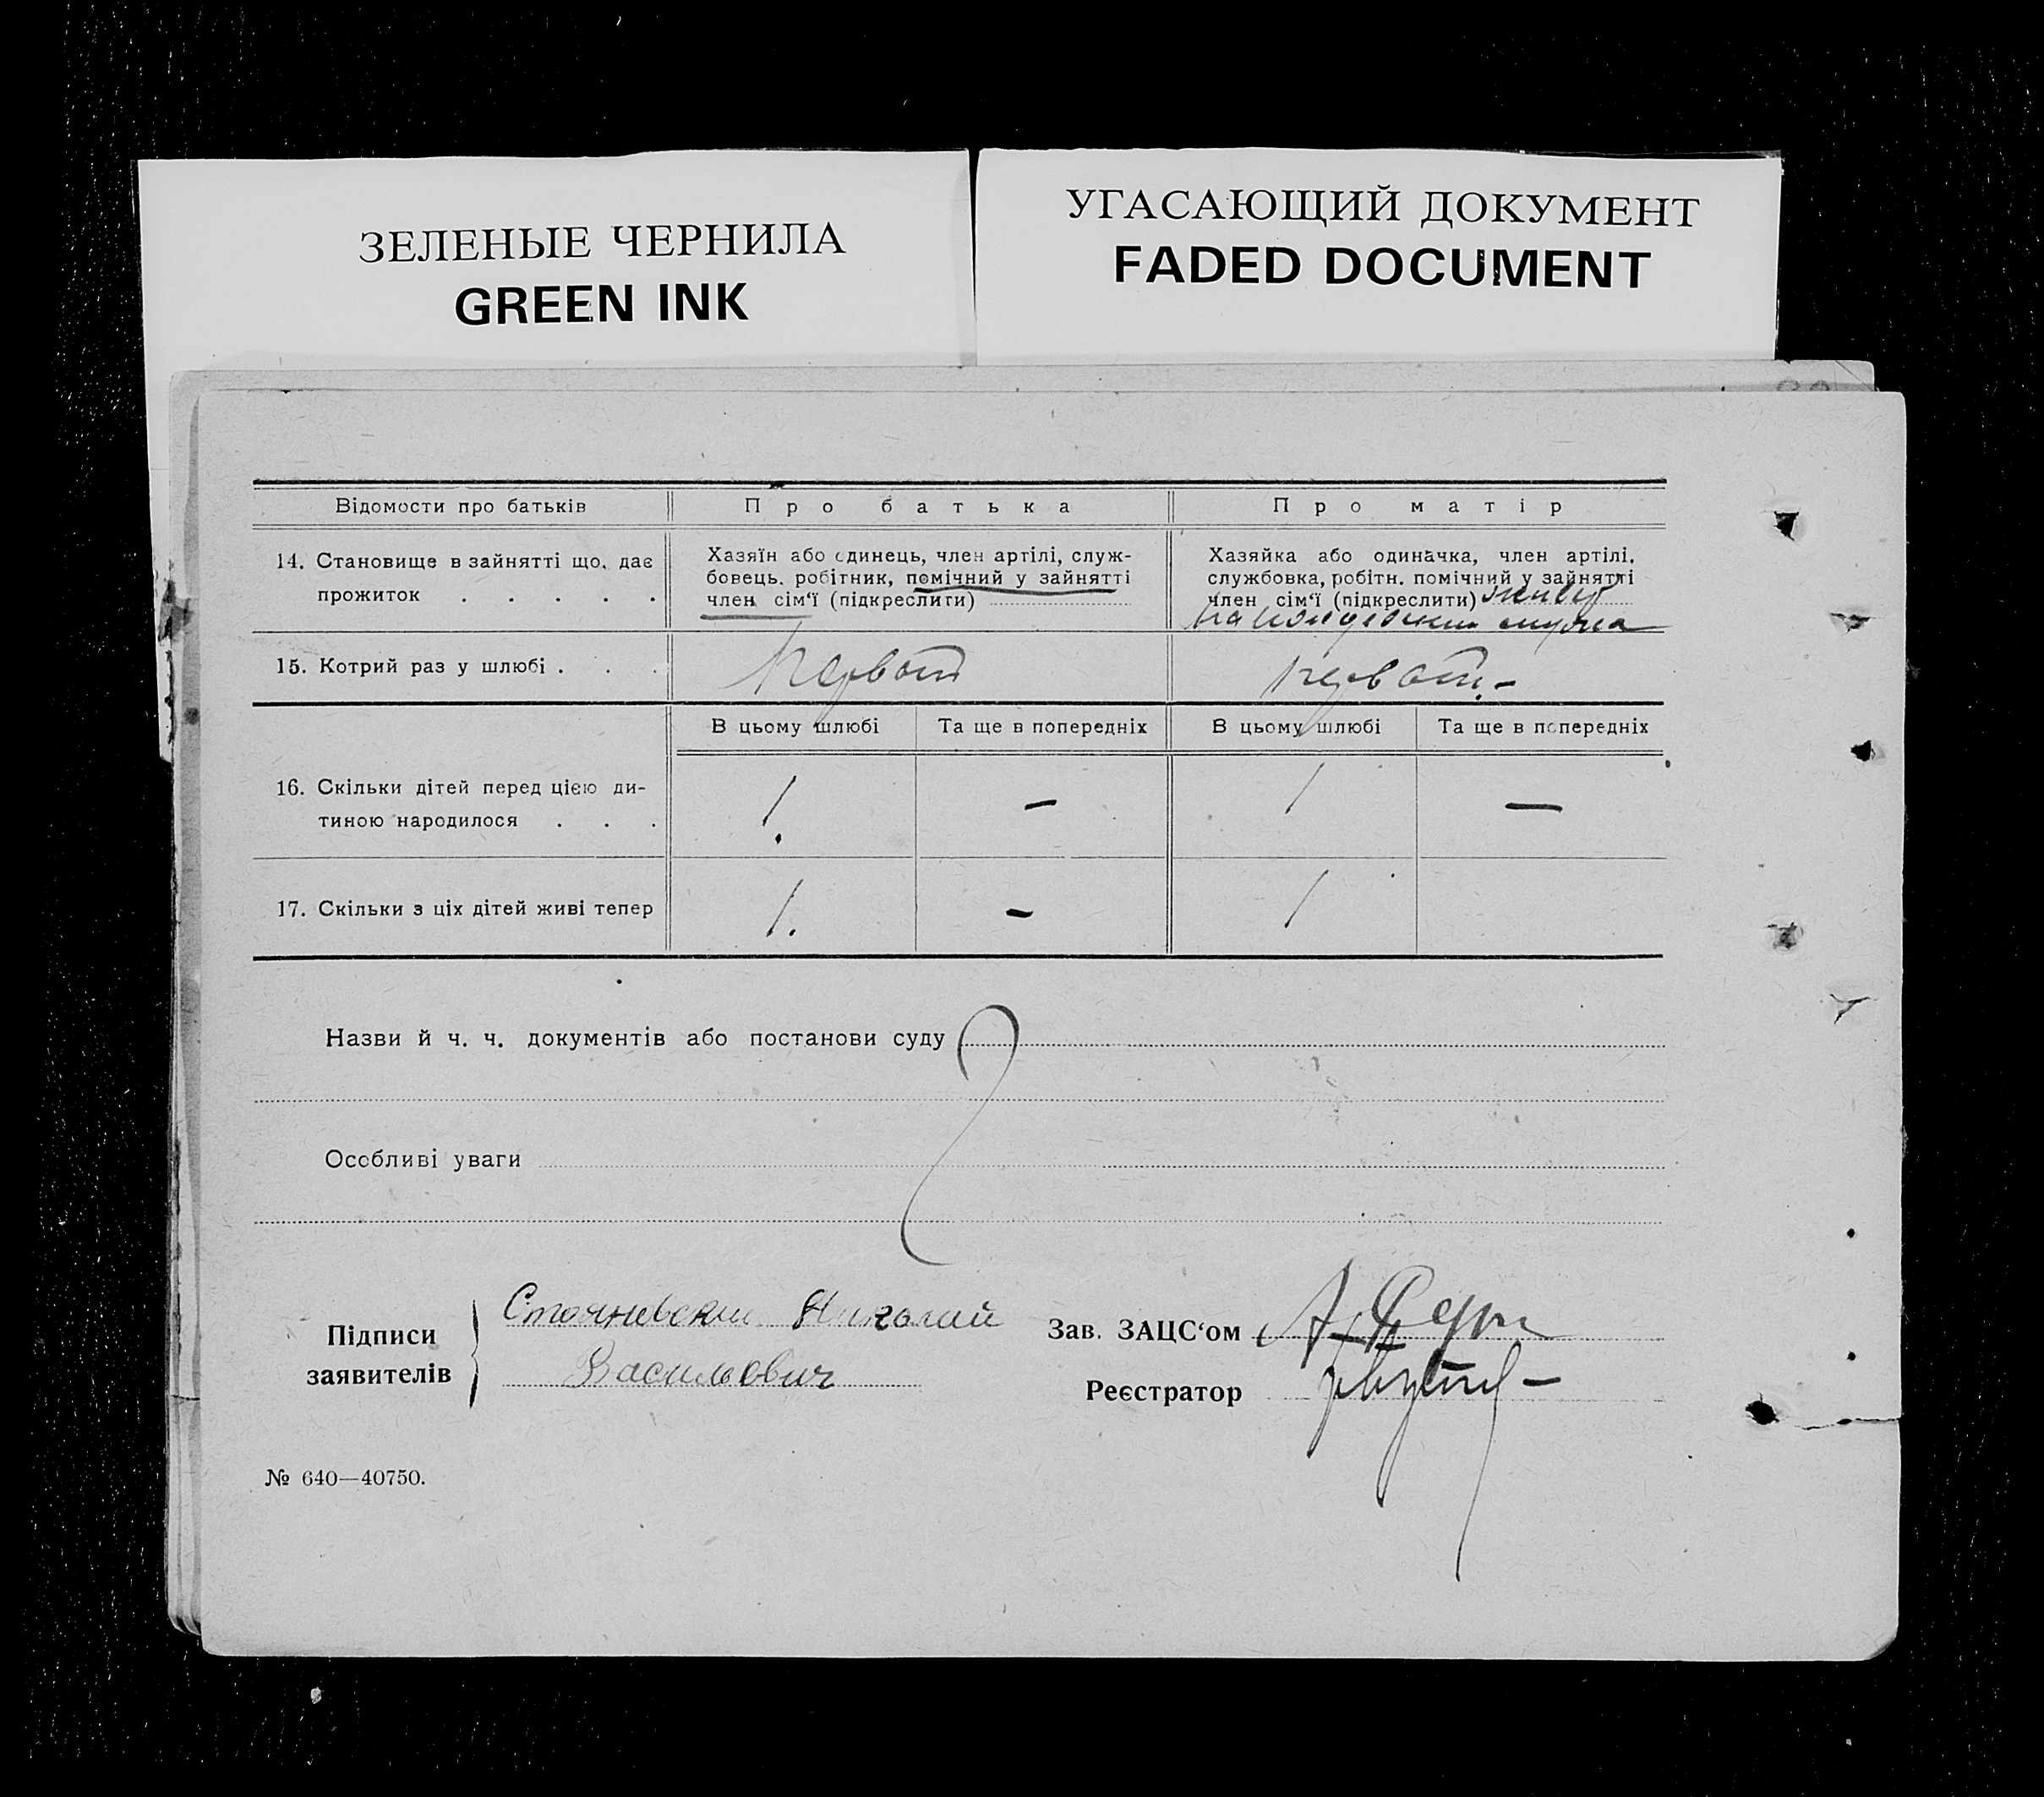 ЗЕЛЕНЫЕ ЧЕРНИЛА
GREEN INK
УГАСАЮЩИЙ ДОКУМЕНТ
FADED DOCUMENT
Відомости про батьків Про батька Про матір
14. Становище в зайнятті що, дає прожиток . . . . .
Хазяїн або єдинець, член артілі, служ-
бовець. робітник, помічний у зайнятті
член сім‘ї (підкреслити)
Хазяйка або одиначка, член артілі.
службовка, робітн. помічний у зайнятті
член сім‘ї (підкреслити) живе
на
15. Котрий раз у шлюбі . . . Первый первый.-
В цьому шлюбі Та ще в попередніх В цьому шлюбі Та ще в попередніх
16. Скільки дітей перед цією ди-
тиною народилося . . . 1. – 1 –
17. Скільки з ціх дітей живі тепер 1. – 1
Назви й ч. ч. документів або постанови суду
Особливі уваги
Підписи
заявителів
Стояновский Николай
Васильович
Зав. ЗАЦС‘ом
Реєстратор
№ 640—40750.